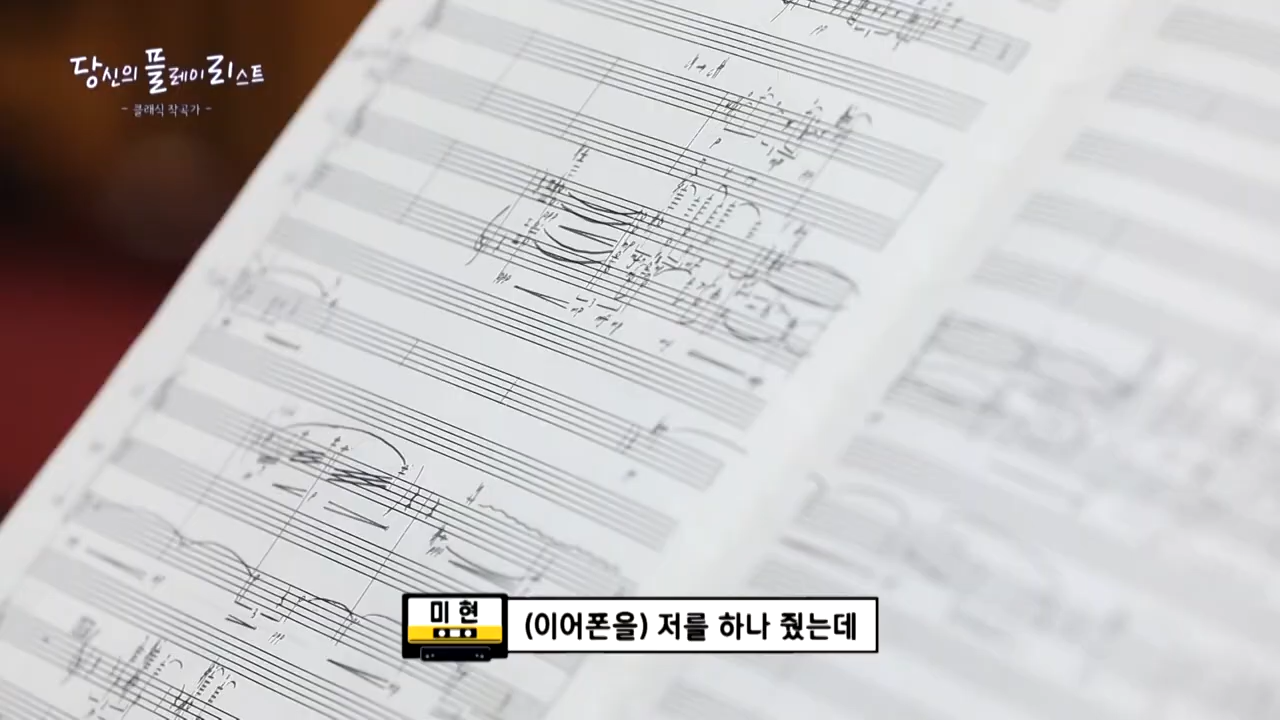 당신의 플레이리스트
- 클래식 작곡가 -
미현
(이어폰을) 저를 하나 줬는데